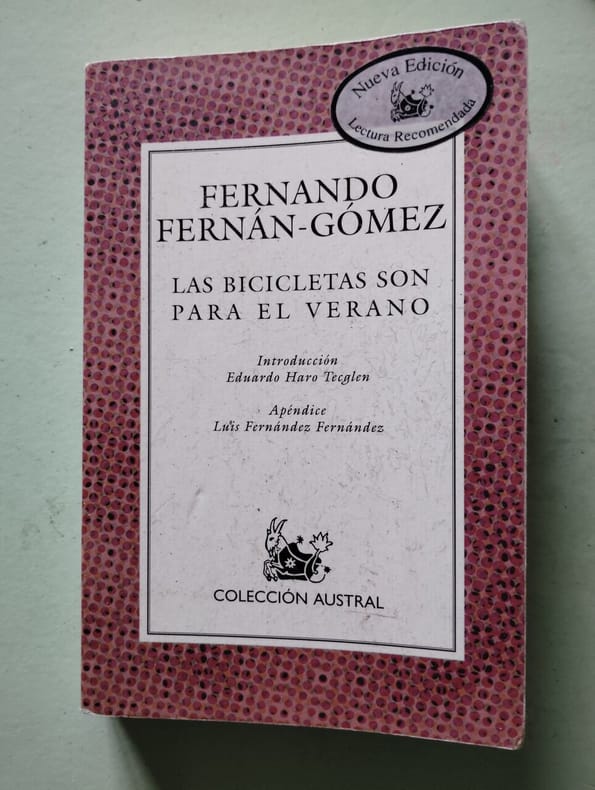 Nueva Edición
Lectura Recomendada
FERNANDO
FERNÁN-GÓMEZ
LAS BICICLETAS SON
PARA EL VERANO
Introducción
Eduardo Haro Tecglen
Apéndice
Luis Fernández Fernández
COLECCIÓN AUSTRAL